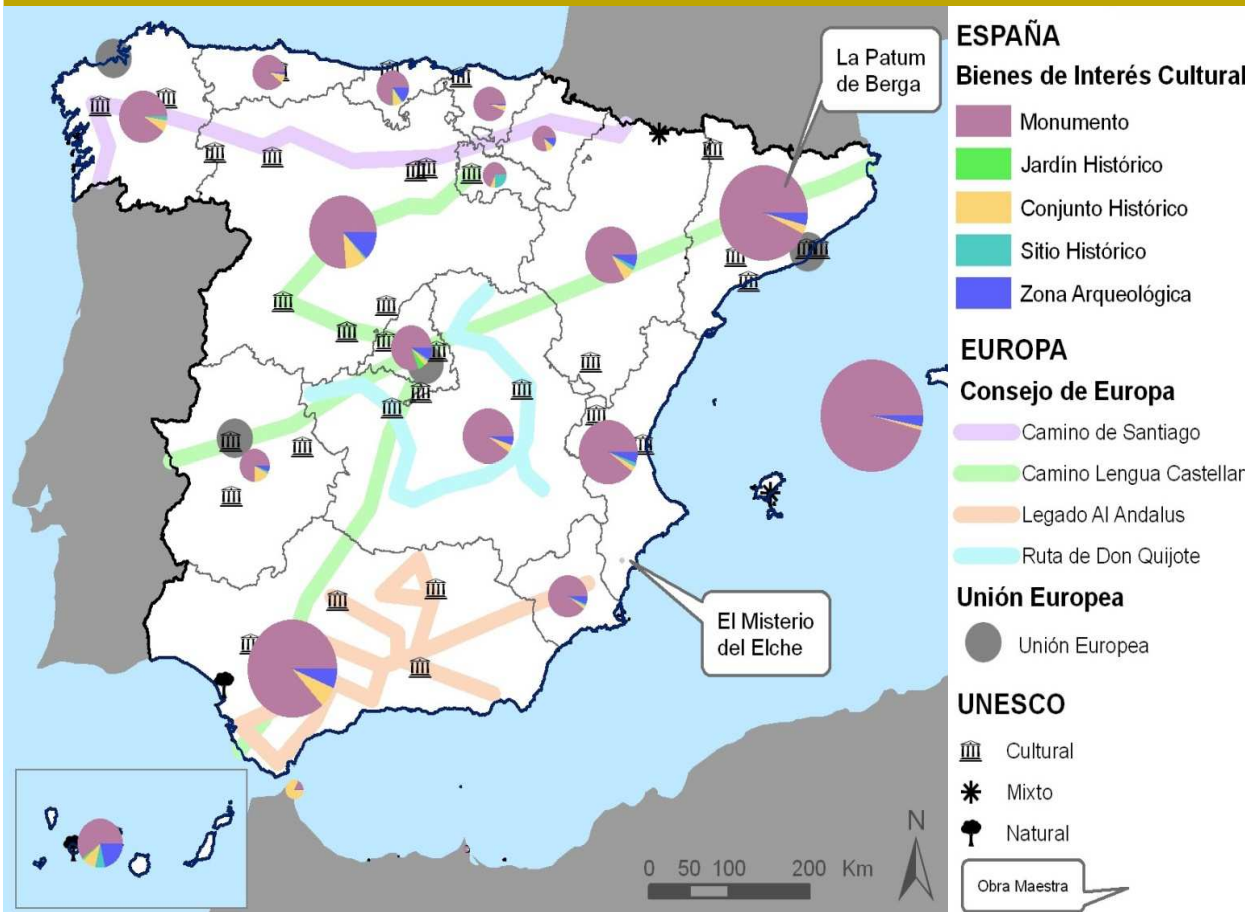 La Patum
de Berga
El Misterio
del Elche
N
0 50 100 200 Km
ESPAÑA
Bienes de Interés Cultural
Monumento
Jardín Histórico
Conjunto Histórico
Sitio Histórico
Zona Arqueológica
EUROPA
Consejo de Europa
Camino de Santiago
Camino Lengua Castellan
Legado Al Andalus
Ruta de Don Quijote
Unión Europea
Unión Europea
UNESCO
Cultural
Mixto
Natural
Obra Maestra